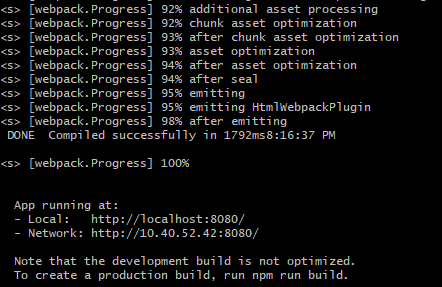 <s> [webpack.Progress] 92% additional asset processing
<s> [webpack.Progress] 92% chunk asset optimization
<s> [webpack.Progress] 93% after chunk asset optimization
<s> [webpack.Progress] 93% asset optimization
<s> [webpack.Progress] 94% after asset optimization
<s> [webpack.Progress] 94% after seal
<s> [webpack.Progress] 95% emitting
<s> [webpack.Progress] 95% emitting HtmlWebpackPlugin
<s> [webpack.Progress] 98% after emitting
DONE Compiled successfully in 1792ms8:16:37 PM
<s> [webpack.Progress] 100%
App running at:
- Local: http://localhost:8080/
- Network: http://10.40.52.42:8080/
Note that the development build is not optimized.
To create a production build, run npm run build.